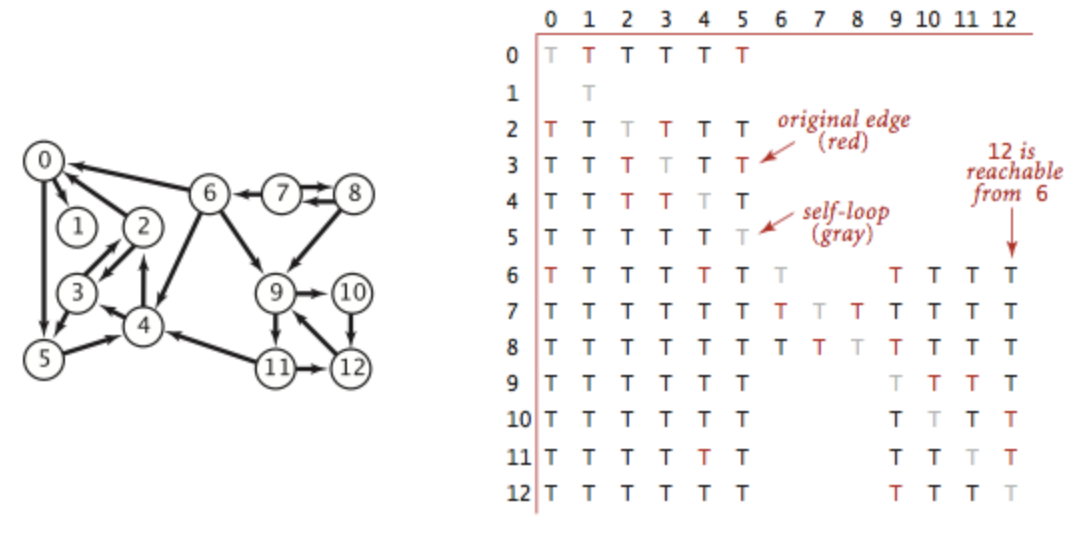 0 1 2 3 4 5 6 7 8 9 10 11 12
0 T T T T T T
1 T
2 T T T T T T
3 T T T T T T
4 T T T T T T
5 T T T T T T
6 T T T T T T T T T T T
7 T T T T T T T T T T T T T
8 T T T T T T T T T T T T T
9 T T T T T T T T T T
10 T T T T T T T T T T
11 T T T T T T T T T T
12 T T T T T T T T T T
original edge
(red)
self-loop
(gray)
12 is
reachable
from 6
0
6 7 8
1 2
3 9 10
4
5 11 12